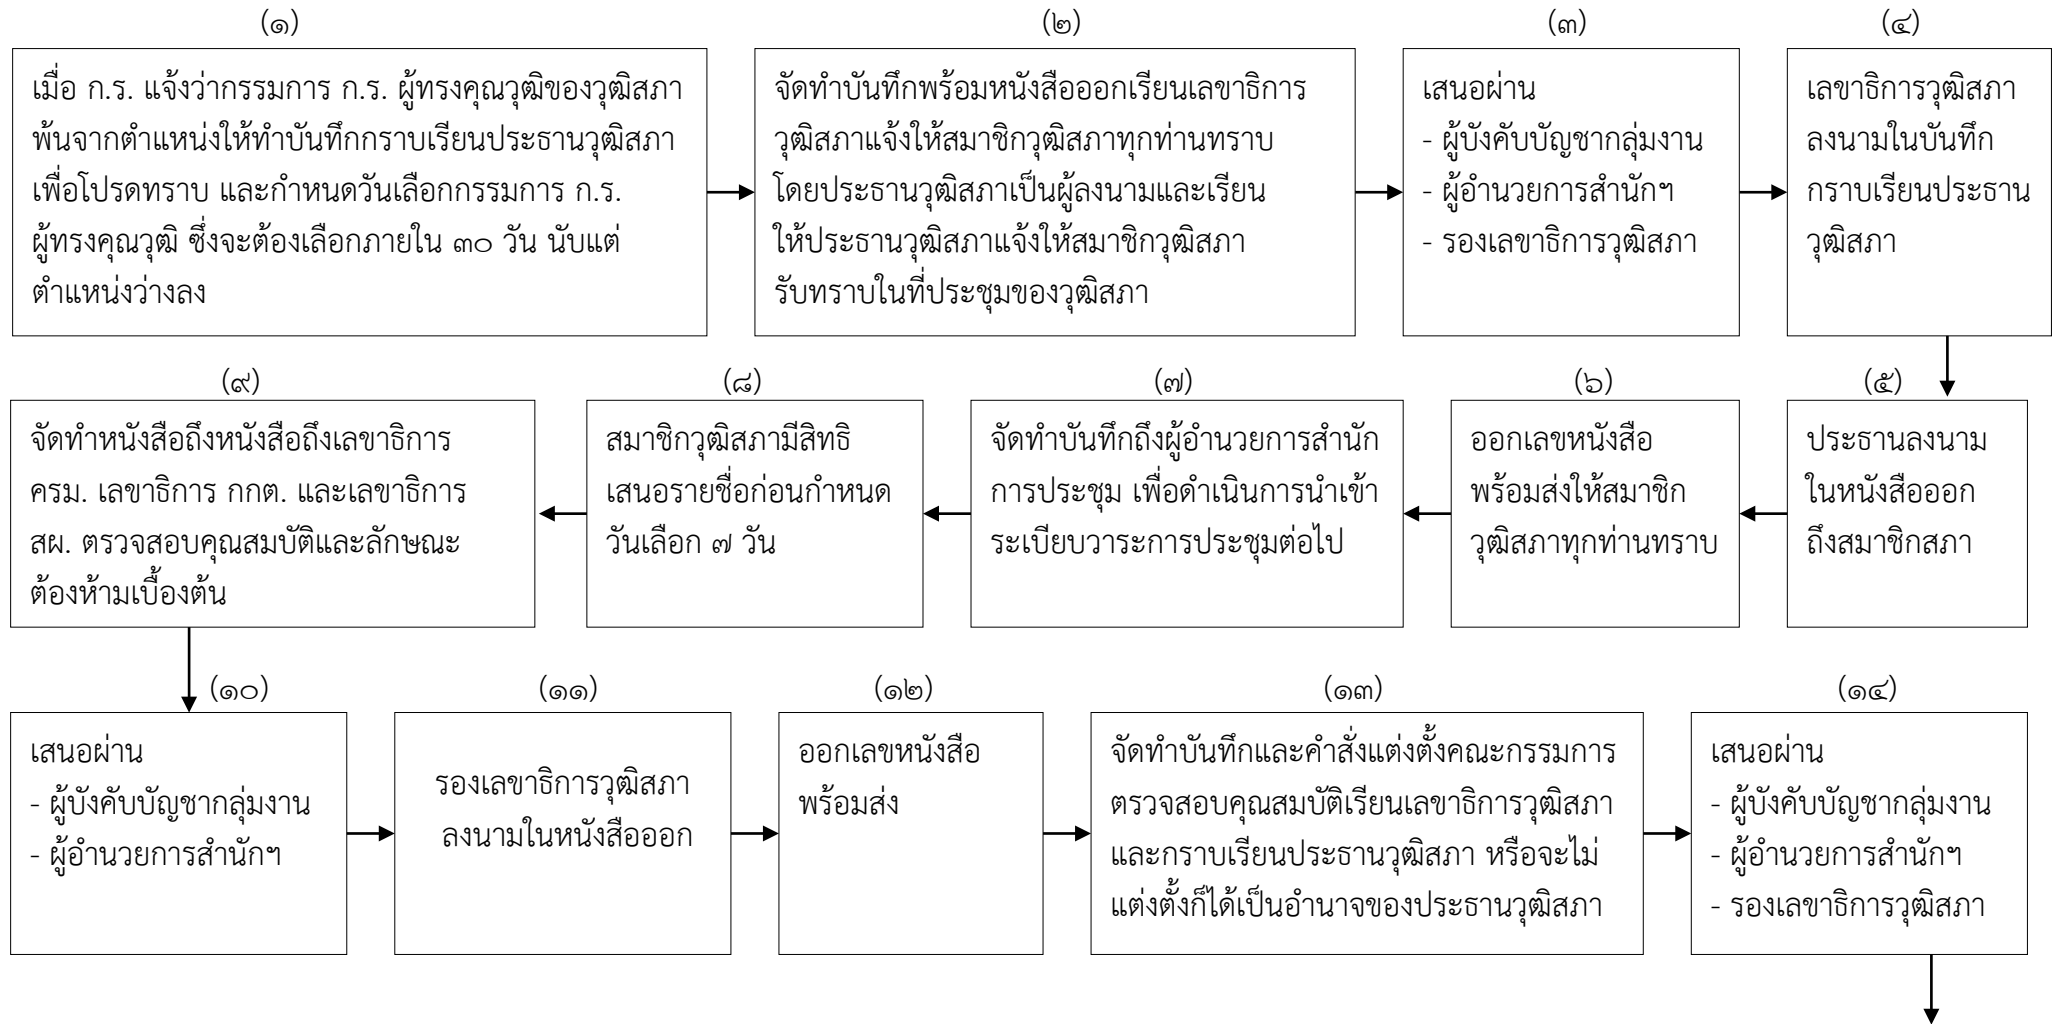 (๑)
เมื่อ ก.ร. แจ้งว่ากรรมการ ก.ร. ผู้ทรงคุณวุฒิของวุฒิสภา
พ้นจากตำแหน่งให้ทำบันทึกกราบเรียนประธานวุฒิสภา
เพื่อโปรดทราบ และกำหนดวันเลือกกรรมการ ก.ร.
ผู้ทรงคุณวุฒิ ซึ่งจะต้องเลือกภายใน ๓๐ วัน นับแต่
ตำแหน่งว่างลง
(๒)
จัดทำบันทึกพร้อมหนังสือออกเรียนเลขาธิการ
วุฒิสภาแจ้งให้สมาชิกวุฒิสภาทุกท่านทราบ
โดยประธานวุฒิสภาเป็นผู้ลงนามและเรียน
ให้ประธานวุฒิสภาแจ้งให้สมาชิกวุฒิสภา
รับทราบในที่ประชุมของวุฒิสภา
(๓)
เสนอผ่าน
- ผู้บังคับบัญชากลุ่มงาน
- ผู้อำนวยการสำนักฯ
- รองเลขาธิการวุฒิสภา
(๔)
เลขาธิการวุฒิสภา
ลงนามในบันทึก
กราบเรียนประธาน
วุฒิสภา
(๕)
ประธานลงนาม
ในหนังสือออก
ถึงสมาชิกสภา
(๖)
ออกเลขหนังสือ
พร้อมส่งให้สมาชิก
วุฒิสภาทุกท่านทราบ
(๗)
จัดทำบันทึกถึงผู้อำนวยการสำนัก
การประชุม เพื่อดำเนินการนำเข้า
ระเบียบวาระการประชุมต่อไป
(๘)
สมาชิกวุฒิสภามีสิทธิ
เสนอรายชื่อก่อนกำหนด
วันเลือก ๗ วัน
(๙)
จัดทำหนังสือถึงหนังสือถึงเลขาธิการ
ครม. เลขาธิการ กกต. และเลขาธิการ
สผ. ตรวจสอบคุณสมบัติและลักษณะ
ต้องห้ามเบื้องต้น
(๑๐)
เสนอผ่าน
- ผู้บังคับบัญชากลุ่มงาน
- ผู้อำนวยการสำนักฯ
(๑๑)
รองเลขาธิการวุฒิสภา
ลงนามในหนังสือออก
(๑๒)
ออกเลขหนังสือ
พร้อมส่ง
(๑๓)
จัดทำบันทึกและคำสั่งแต่งตั้งคณะกรรมการ
ตรวจสอบคุณสมบัติเรียนเลขาธิการวุฒิสภา
และกราบเรียนประธานวุฒิสภา หรือจะไม่
แต่งตั้งก็ได้เป็นอำนาจของประธานวุฒิสภา
(๑๔)
เสนอผ่าน
- ผู้บังคับบัญชากลุ่มงาน
- ผู้อำนวยการสำนักฯ
- รองเลขาธิการวุฒิสภา